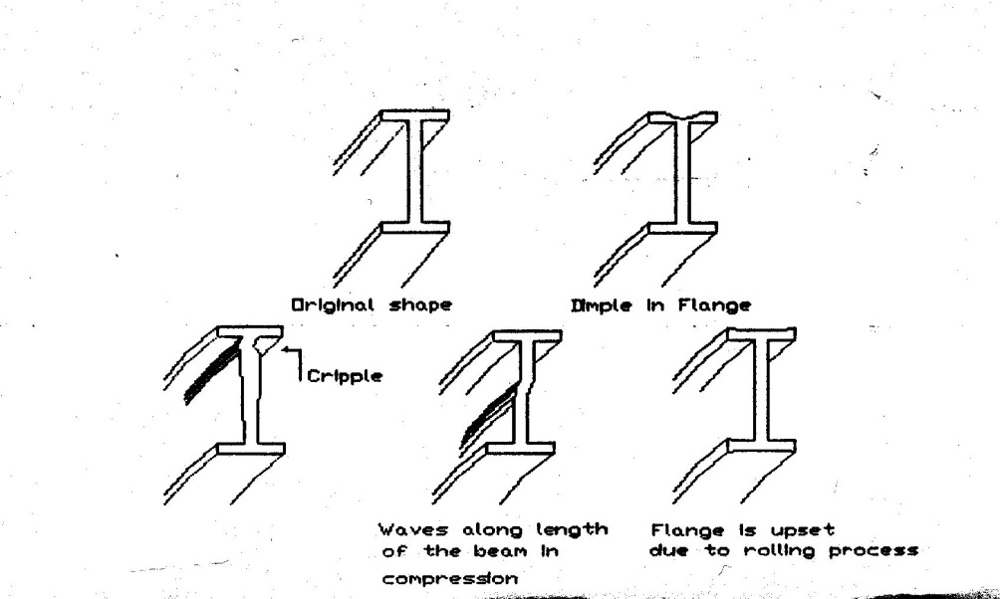 Original shape
Dimple in Flange
Cripple
Waves along length
of the beam in
compression
Flange is upset
due to rolling process